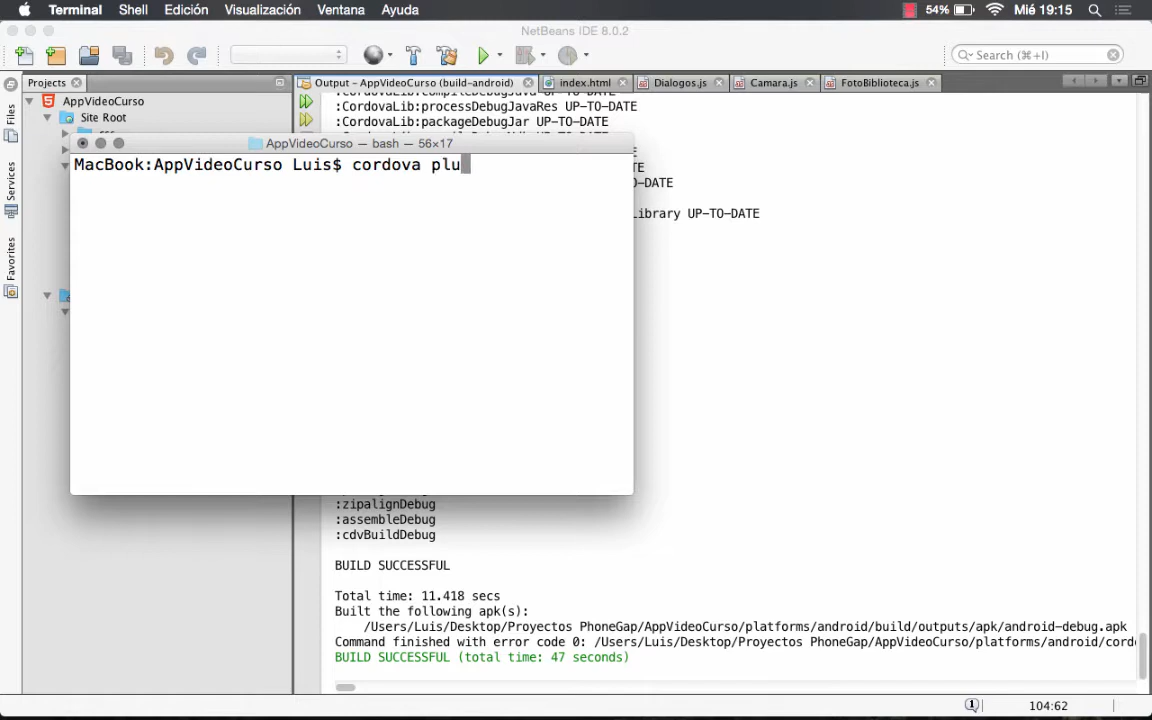 Terminal Shell Edición Visualización Ventana Ayuda 54% Mié 19:15
NetBeans IDE 8.0.2
Search (⌘+I)
Projects Output - AppVideoCurso (build-android) index.html Dialogos.js Camara.js FotoBiblioteca.js
Files
Services
Favorites
AppVideoCurso
Site Root
:CordovaLib:processDebugJavaRes UP-TO-DATE
:CordovaLib:packageDebugJar UP-TO-DATE
AppVideoCurso — bash — 56×17
MacBook:AppVideoCurso Luis$ cordova plu
TE
O-DATE
Library UP-TO-DATE
:zipalignDebug
:assembleDebug
:cdvBuildDebug
BUILD SUCCESSFUL
Total time: 11.418 secs
Built the following apk(s):
/Users/Luis/Desktop/Proyectos PhoneGap/AppVideoCurso/platforms/android/build/outputs/apk/android-debug.apk
Command finished with error code 0: /Users/Luis/Desktop/Proyectos PhoneGap/AppVideoCurso/platforms/android/cord
BUILD SUCCESSFUL (total time: 47 seconds)
1 104:62